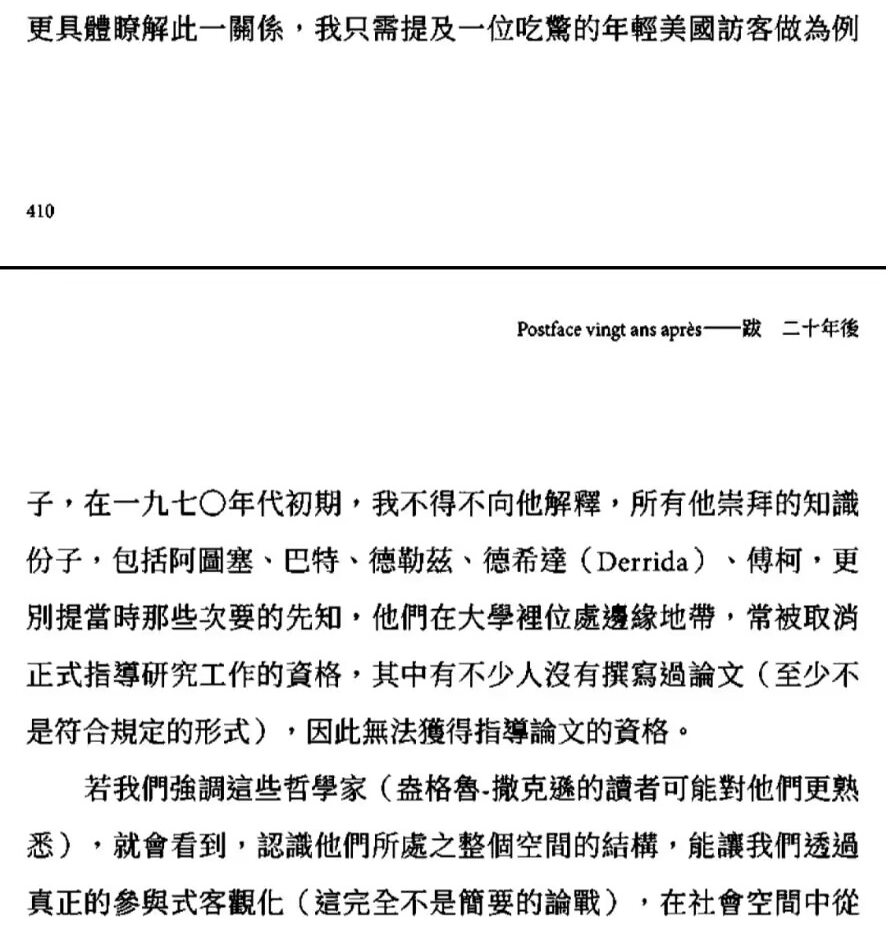 更具體瞭解此一關係，我只需提及一位吃驚的年輕美國訪客做為例
410
Postface vingt ans après——跋　二十年後
子，在一九七〇年代初期，我不得不向他解釋，所有他崇拜的知識
份子，包括阿圖塞、巴特、德勒茲、德希達（Derrida）、傅柯，更
別提當時那些次要的先知，他們在大學裡位處邊緣地帶，常被取消
正式指導研究工作的資格，其中有不少人沒有撰寫過論文（至少不
是符合規定的形式），因此無法獲得指導論文的資格。
若我們強調這些哲學家（盎格魯-撒克遜的讀者可能對他們更熟
悉），就會看到，認識他們所處之整個空間的結構，能讓我們透過
真正的參與式客觀化（這完全不是簡要的論戰），在社會空間中從